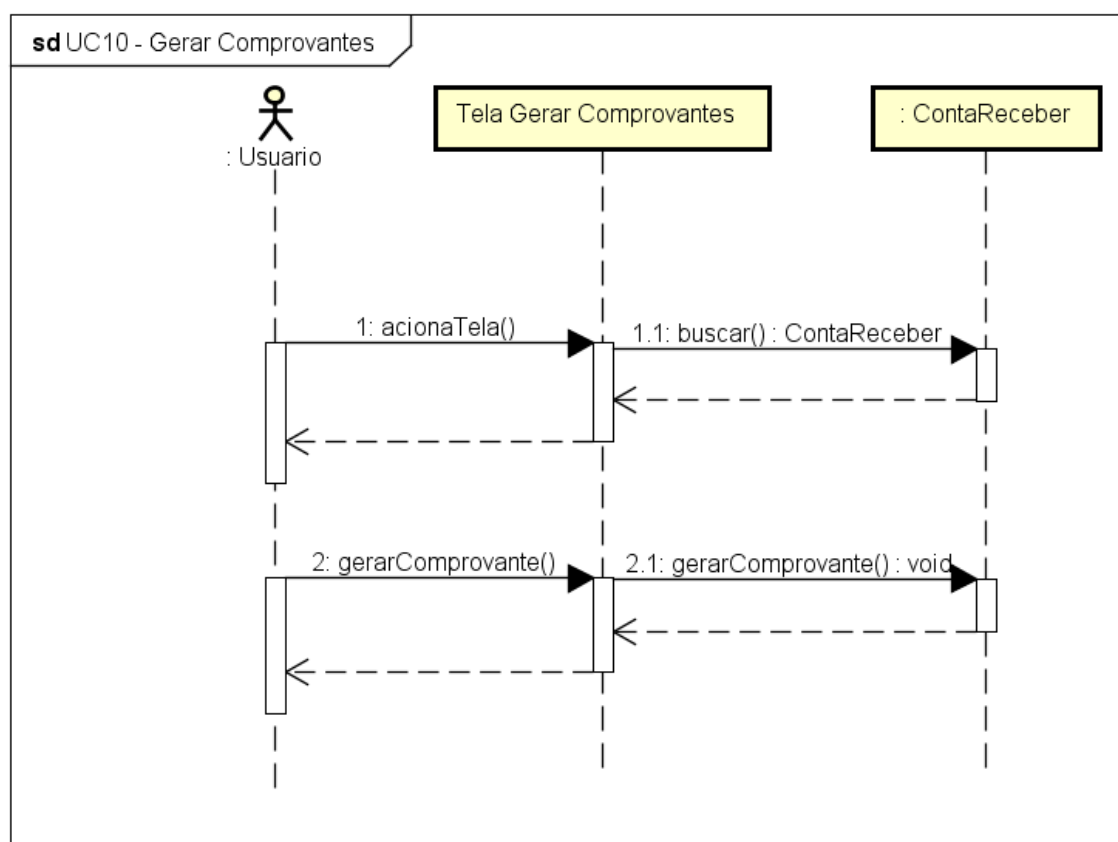 sd UC10 - Gerar Comprovantes
: Usuario
Tela Gerar Comprovantes
: ContaReceber
1: acionaTela()
1.1: buscar() : ContaReceber
2: gerarComprovante()
2.1: gerarComprovante() : void